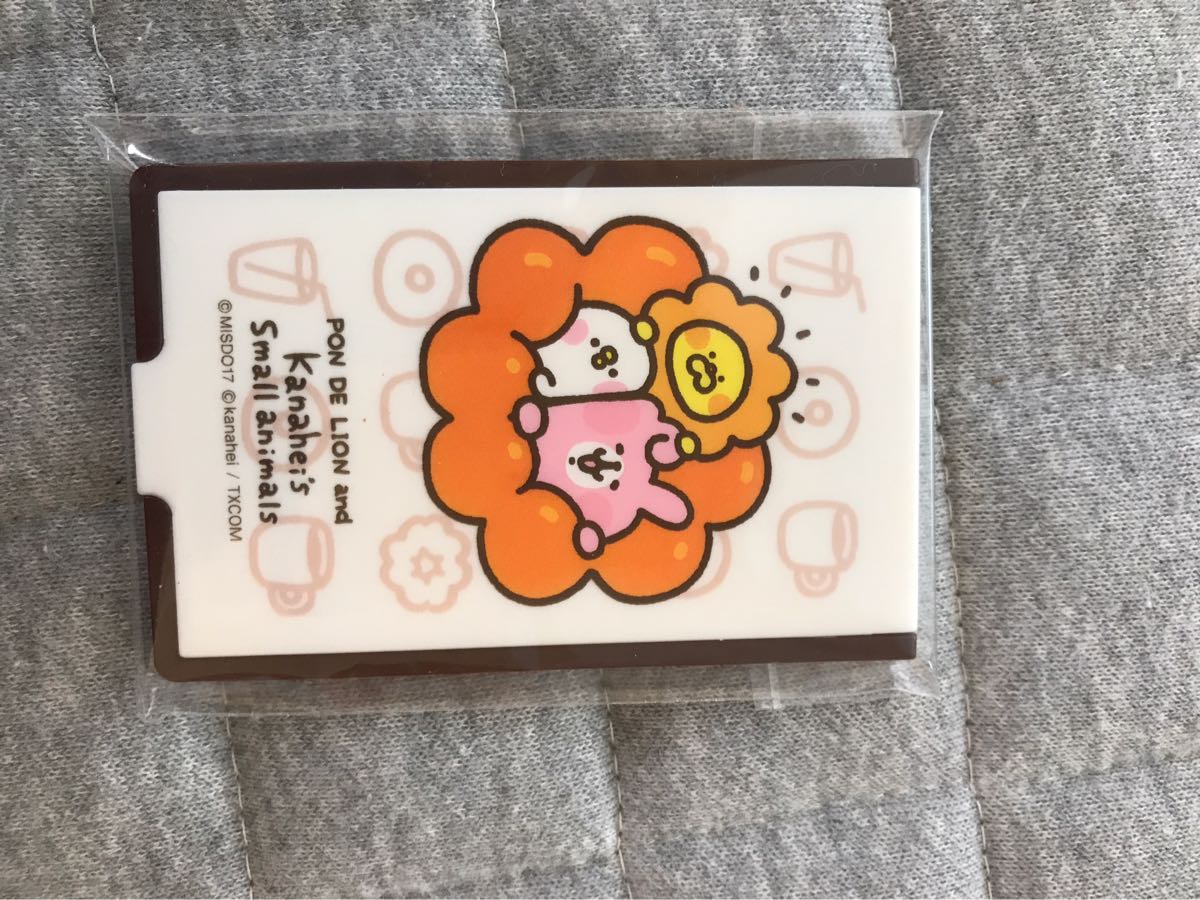 PON DE LION and
Kanahei's
Small animals
©MISDO17 ©kanahei / TXCOM